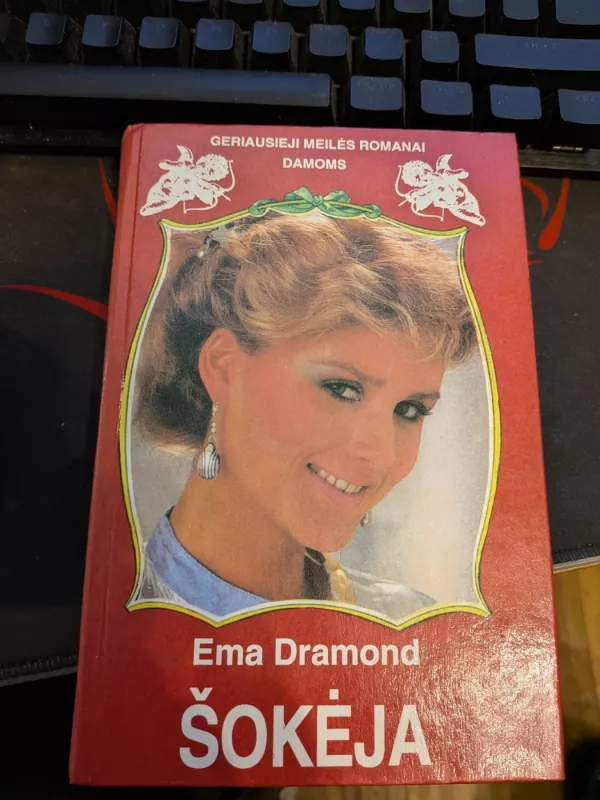 GERIAUSIEJI MEILĖS ROMANAI
DAMOMS
Ema Dramond
ŠOKĖJA